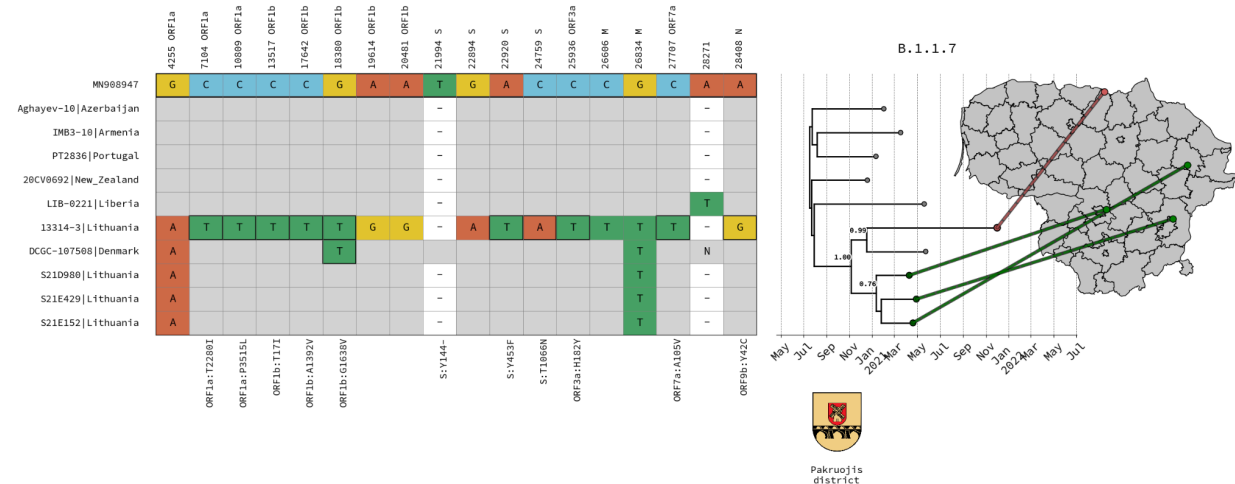 4255 ORF1a
7104 ORF1a
10809 ORF1a
13517 ORF1b
17642 ORF1b
18380 ORF1b
19614 ORF1b
20481 ORF1b
21994 S
22894 S
22920 S
24759 S
25936 ORF3a
26606 M
26834 M
27707 ORF7a
28271
28408 N
B.1.1.7
MN908947 G C C C C G A A T G A C C C G C A A
Aghayev-10|Azerbaijan – –
IMB3-10|Armenia – –
PT2836|Portugal – –
20CV0692|New_Zealand – –
LIB-0221|Liberia – T
13314-3|Lithuania A T T T T T G G – A T A T T T T – G
DCGC-107508|Denmark A T T N
S21D980|Lithuania A – T –
S21E429|Lithuania A – T –
S21E152|Lithuania A – T –
0.99
1.00
0.76
ORF1a:T2280I
ORF1a:P3515L
ORF1b:T17I
ORF1b:A1392V
ORF1b:G1638V
S:Y144-
S:Y453F
S:T1066N
ORF3a:H182Y
ORF7a:A105V
ORF9b:Y42C
May Jul Sep Nov Jan 2021 Mar May Jul Sep Nov Jan 2022 Mar May Jul
Pakruojis
district